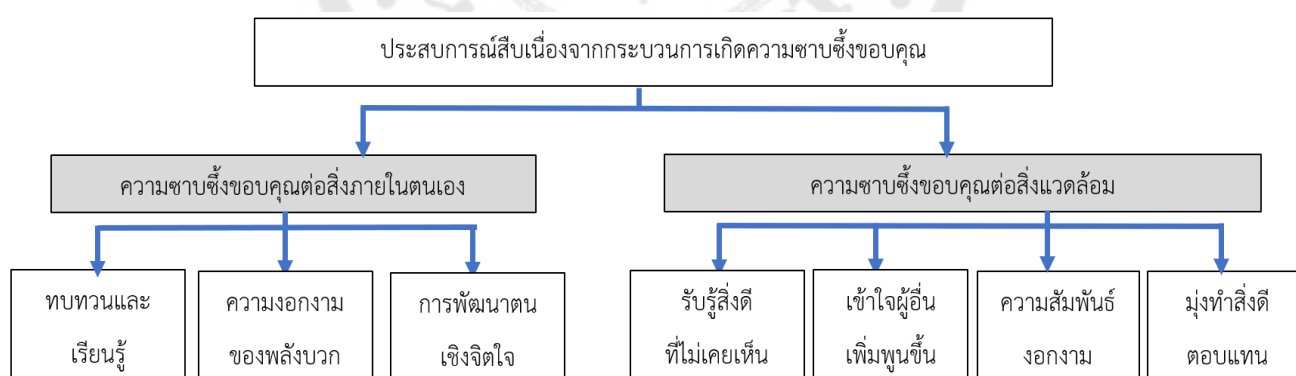 ประสบการณ์สืบเนื่องจากกระบวนการเกิดความซาบซึ้งขอบคุณ
ความซาบซึ้งขอบคุณต่อสิ่งภายในตนเอง
ความซาบซึ้งขอบคุณต่อสิ่งแวดล้อม
ทบทวนและ
เรียนรู้
ความงอกงาม
ของพลังบวก
การพัฒนาตน
เชิงจิตใจ
รับรู้สิ่งดี
ที่ไม่เคยเห็น
เข้าใจผู้อื่น
เพิ่มพูนขึ้น
ความสัมพันธ์
งอกงาม
มุ่งทำสิ่งดี
ตอบแทน